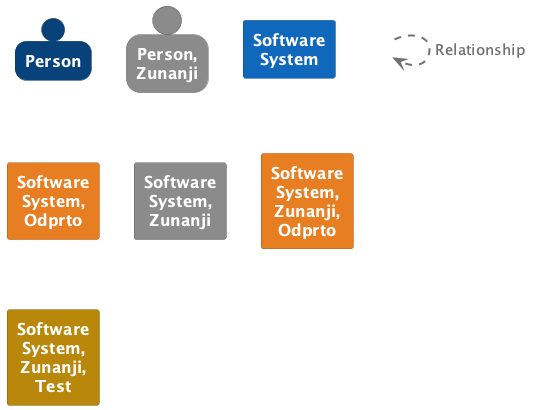 Person
Person,
Zunanji
Software
System
Relationship
Software
System,
Odprto
Software
System,
Zunanji
Software
System,
Zunanji,
Odprto
Software
System,
Zunanji,
Test